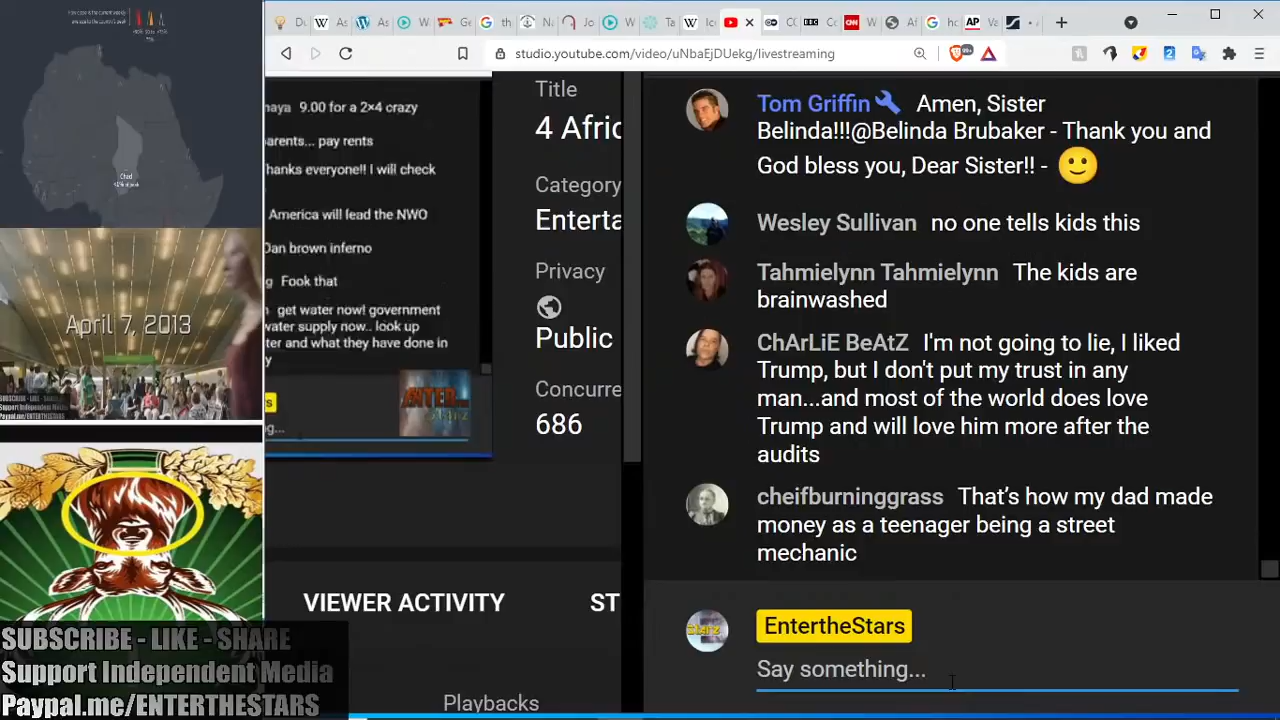 Chad
April 7, 2013
SUBSCRIBE - LIKE - SHARE
Support Independent Media
Paypal.me/ENTERTHESTARS
studio.youtube.com/video/uNbaEjDUekg/livestreaming
99+
haya 9.00 for a 2×4 crazy
parents... pay rents
hanks everyone!! I will check
America will lead the NWO
Dan brown inferno
g Fook that
get water now! government
water supply now.. look up
ter and what they have done in
y
Title
4 Afric
Category
Enterta
Privacy
Public
Concurre
686
VIEWER ACTIVITY
ST
Playbacks
Tom Griffin Amen, Sister
Belinda!!!@Belinda Brubaker - Thank you and
God bless you, Dear Sister!! -
Wesley Sullivan no one tells kids this
Tahmielynn Tahmielynn The kids are
brainwashed
ChArLiE BeAtZ I'm not going to lie, I liked
Trump, but I don't put my trust in any
man...and most of the world does love
Trump and will love him more after the
audits
cheifburninggrass That's how my dad made
money as a teenager being a street
mechanic
EntertheStars
Say something...